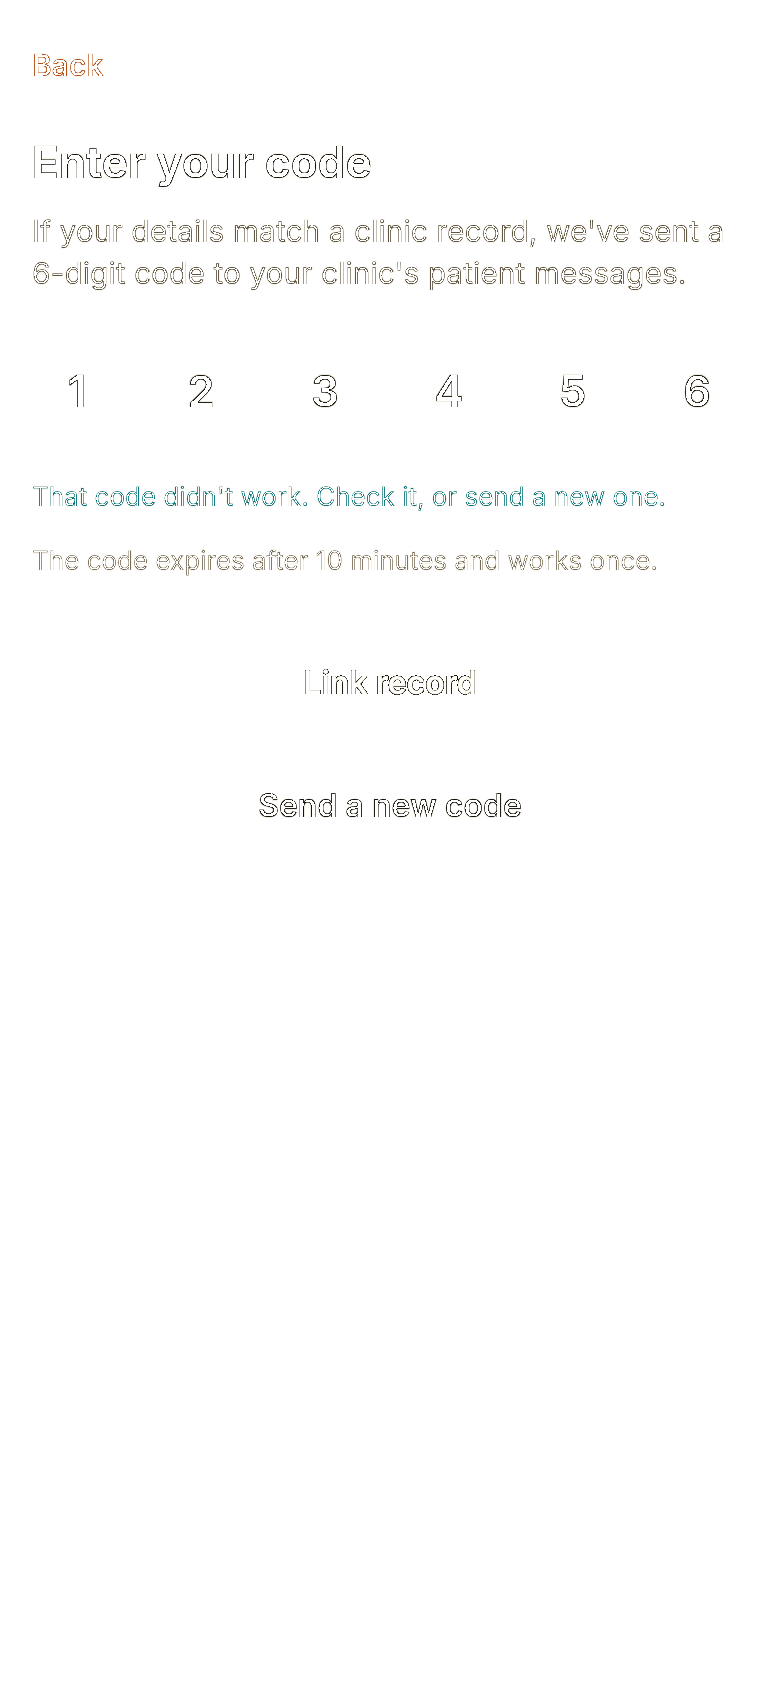 Back
Enter your code
If your details match a clinic record, we've sent a
6-digit code to your clinic's patient messages.
1 2 3 4 5 6
That code didn't work. Check it, or send a new one.
The code expires after 10 minutes and works once.
Link record
Send a new code